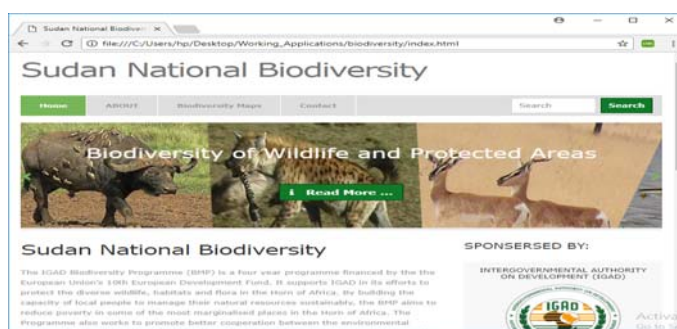 Sudan National Biodiver
file:///C:/Users/hp/Desktop/Working_Applications/biodiversity/index.html
Sudan National Biodiversity
Home ABOUT Biodiversity Maps Contact Search Search
Biodiversity of Wildlife and Protected Areas
i Read More ...
Sudan National Biodiversity
The IGAD Biodiversity Programme (BMP) is a four year programme financed by the the
European Union's 10th European Development Fund. It supports IGAD in its efforts to
protect the diverse wildlife, habitats and flora in the Horn of Africa. By building the
capacity of local people to manage their natural resources sustainably, the BMP aims to
reduce poverty in some of the most marginalised places in the Horn of Africa. The
Programme also works to promote better cooperation between the environmental
SPONSERSED BY:
INTERGOVERNMENTAL AUTHORITY
ON DEVELOPMENT (IGAD)
IGAD
Activa
Go to S